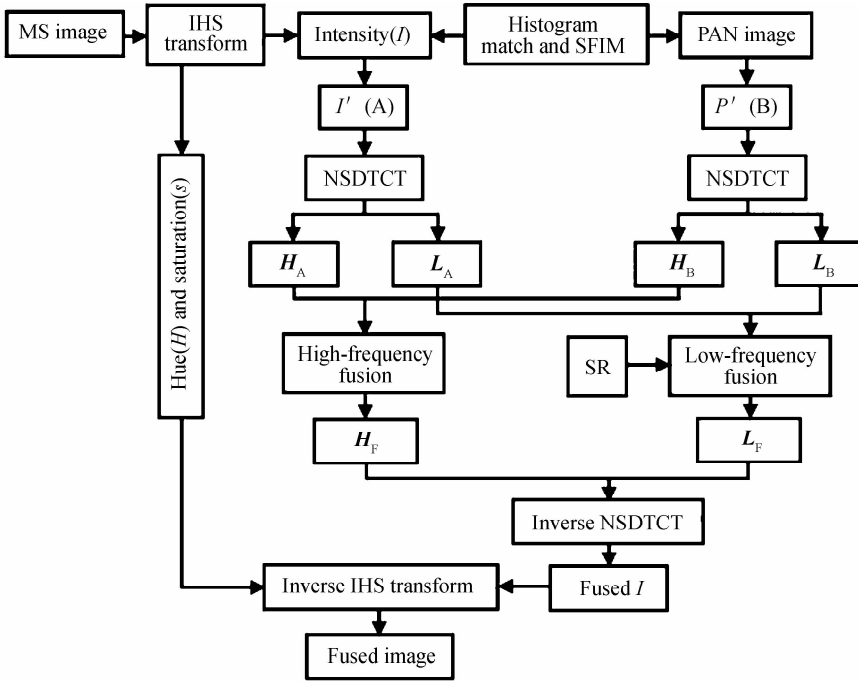 MS image
IHS
transform
Intensity(I)
Histogram
match and SFIM
PAN image
I′ (A)
P′ (B)
NSDTCT
NSDTCT
Hue(H) and saturation(s)
H_A
L_A
H_B
L_B
High-frequency
fusion
SR
Low-frequency
fusion
H_F
L_F
Inverse NSDTCT
Inverse IHS transform
Fused I
Fused image